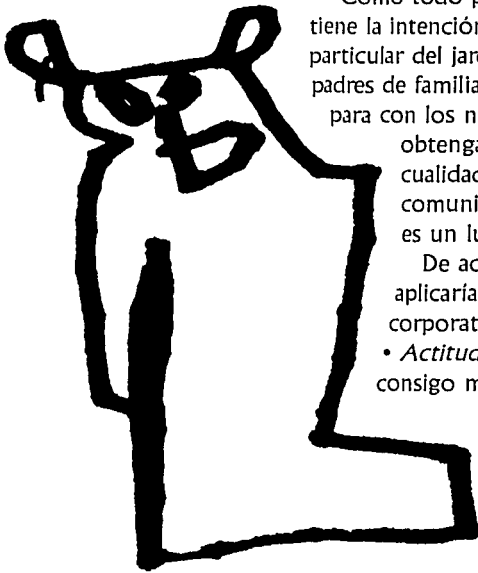 Como todo p
tiene la intención
particular del jard
padres de familia
para con los n
obtenga
cualidad
comuni
es un lu
De ac
aplicaría
corporat
• Actitud
consigo m